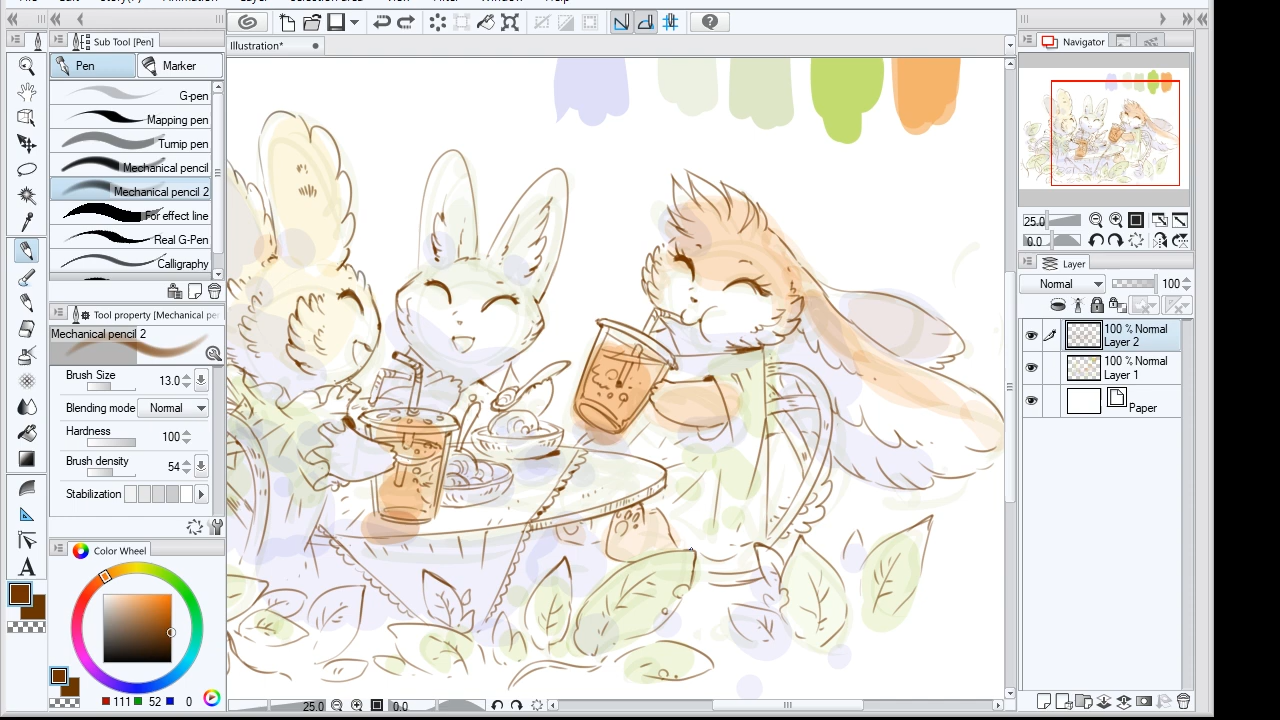 Sub Tool [Pen]
Illustration*
Navigator
Pen
Marker
G-pen
Mapping pen
Turnip pen
Mechanical pencil
Mechanical pencil 2
For effect line
Real G-Pen
Calligraphy
25.0
0.0
Layer
Tool property [Mechanical pe
Normal
100
Mechanical pencil 2
100 % Normal
Layer 2
100 % Normal
Layer 1
Paper
Brush Size
13.0
Blending mode
Normal
Hardness
100
Brush density
54
Stabilization
Color Wheel
A
111
52
0
25.0
0.0